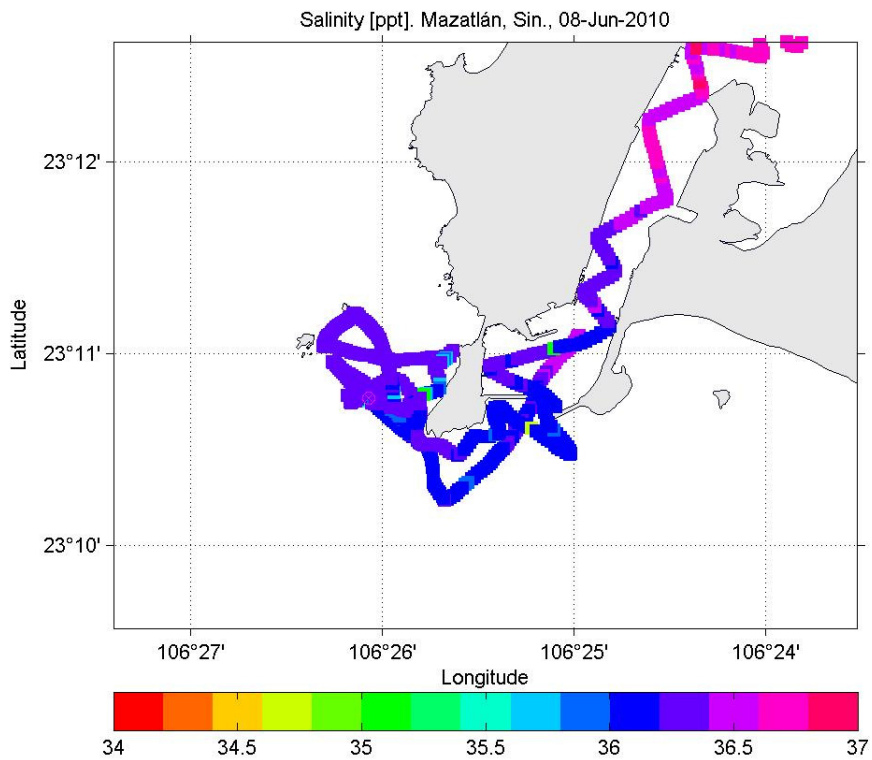 Salinity [ppt]. Mazatlán, Sin., 08-Jun-2010
23°12'
23°11'
23°10'
Latitude
106°27' 106°26' 106°25' 106°24'
Longitude
34 34.5 35 35.5 36 36.5 37